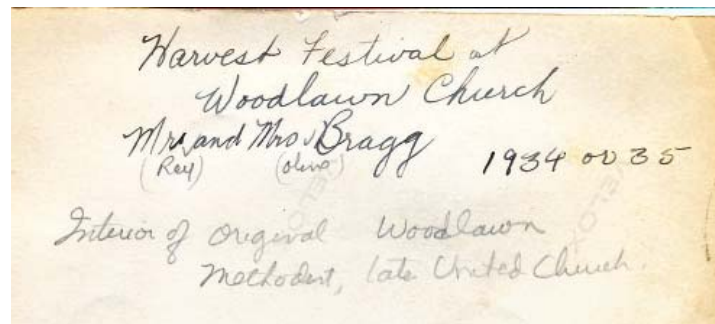 Harvest Festival at
Woodlawn Church
Mr. and Mrs. Bragg
(Rey) (olive) 1934 or 35
Interior of Original Woodlawn
Methodist, late United Church.